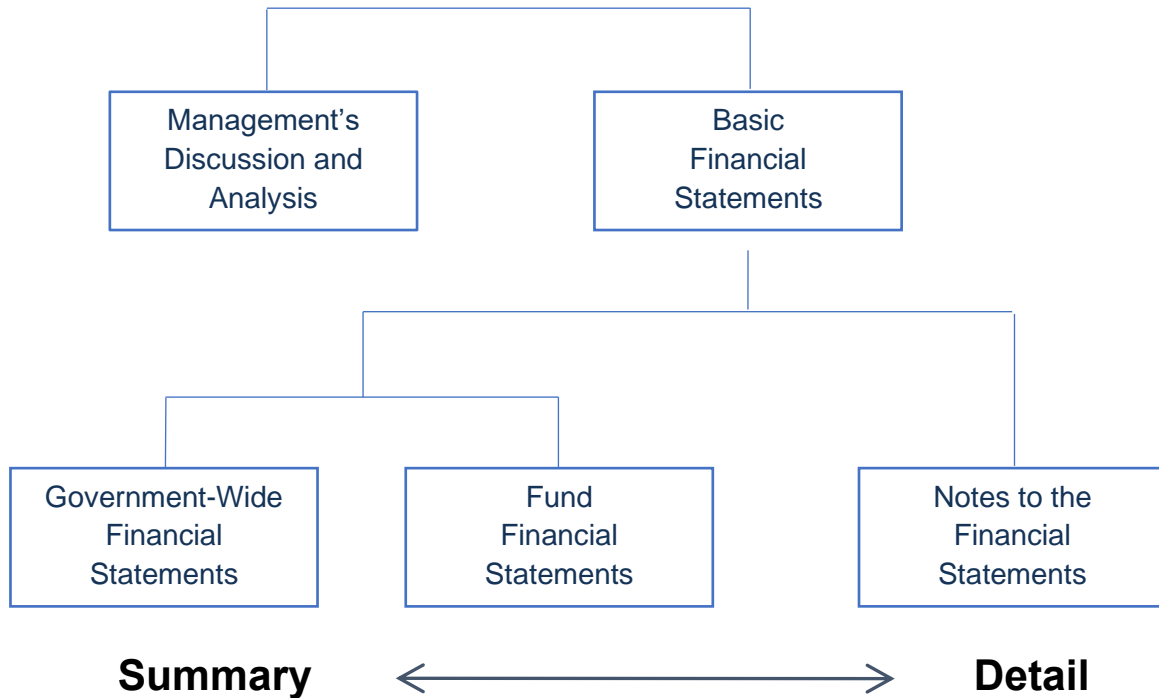 Management’s
Discussion and
Analysis
Basic
Financial
Statements
Government-Wide
Financial
Statements
Fund
Financial
Statements
Notes to the
Financial
Statements
Summary
Detail